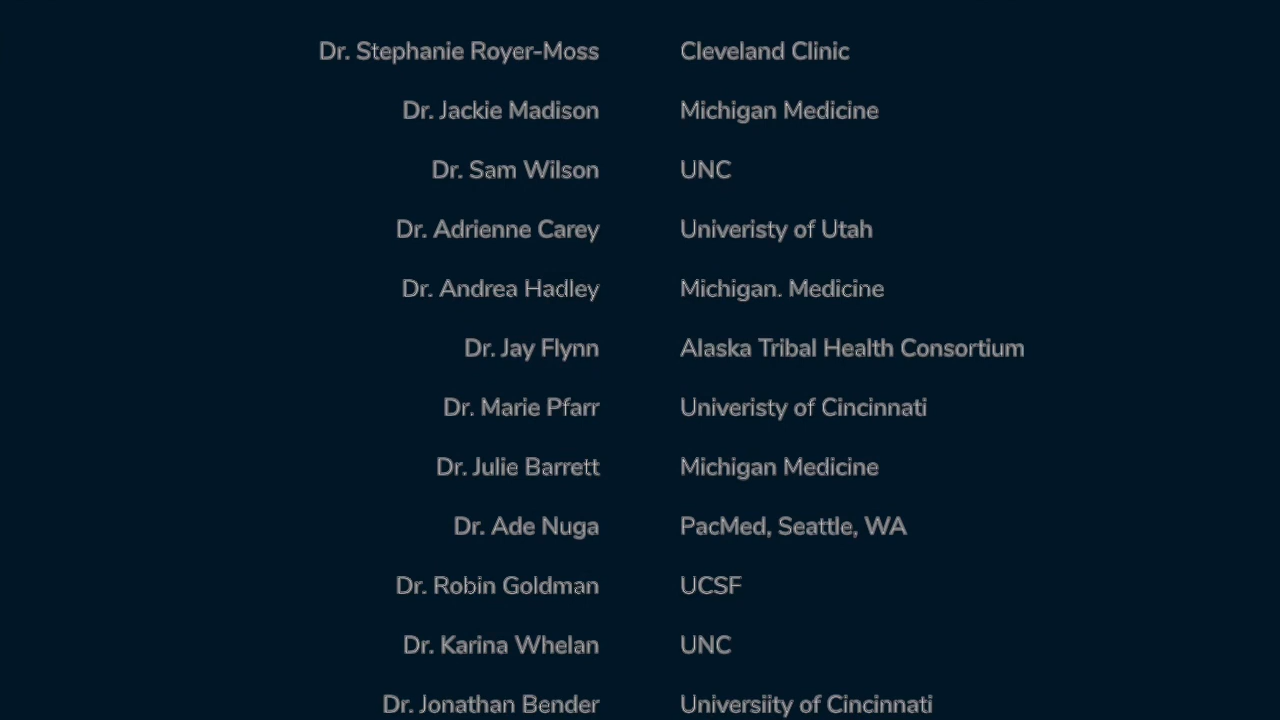 Dr. Stephanie Royer-Moss Cleveland Clinic
Dr. Jackie Madison Michigan Medicine
Dr. Sam Wilson UNC
Dr. Adrienne Carey Univeristy of Utah
Dr. Andrea Hadley Michigan. Medicine
Dr. Jay Flynn Alaska Tribal Health Consortium
Dr. Marie Pfarr Univeristy of Cincinnati
Dr. Julie Barrett Michigan Medicine
Dr. Ade Nuga PacMed, Seattle, WA
Dr. Robin Goldman UCSF
Dr. Karina Whelan UNC
Dr. Jonathan Bender Universiity of Cincinnati